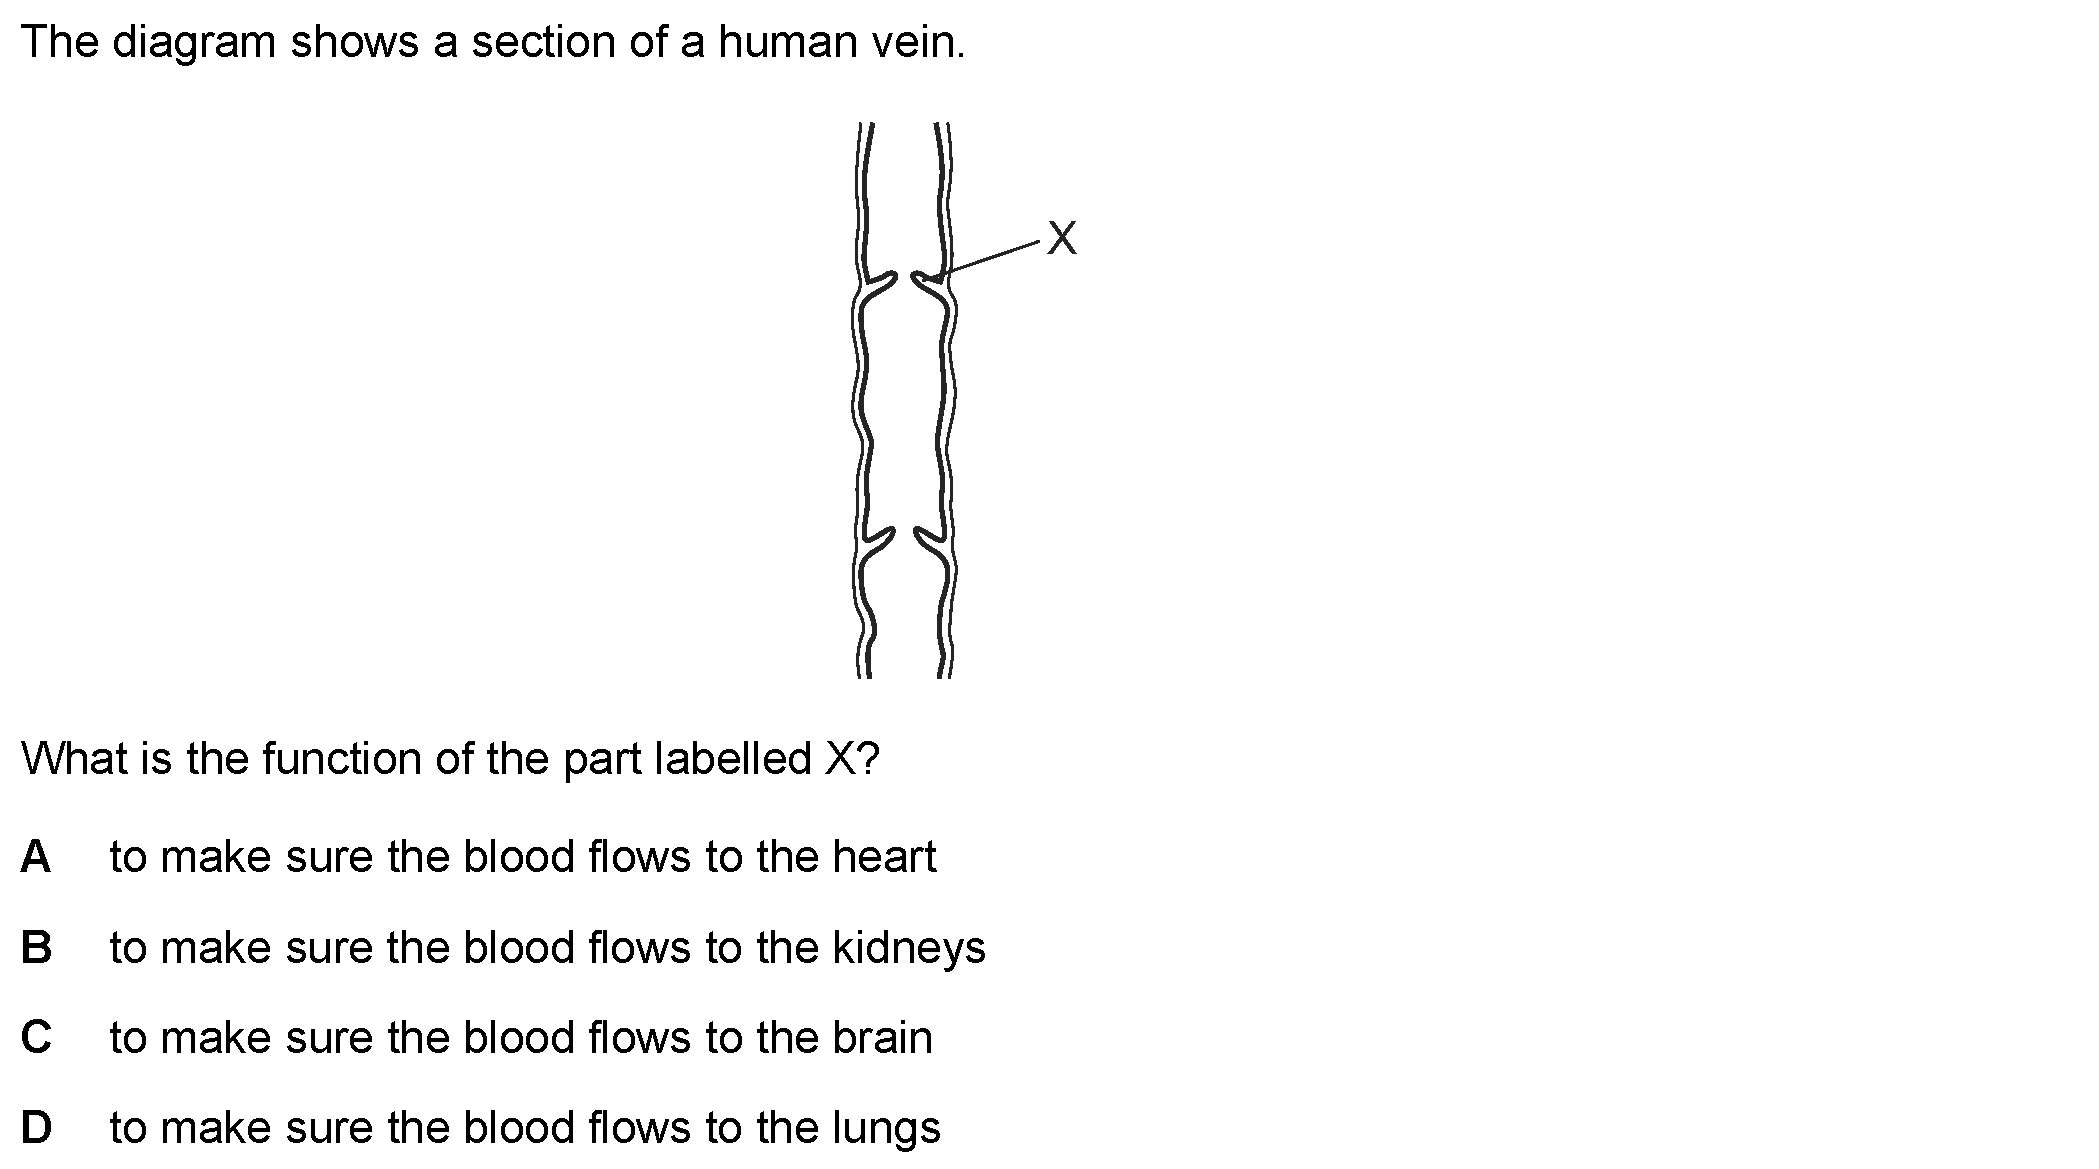 The diagram shows a section of a human vein.
X
What is the function of the part labelled X?
A to make sure the blood flows to the heart
B to make sure the blood flows to the kidneys
C to make sure the blood flows to the brain
D to make sure the blood flows to the lungs